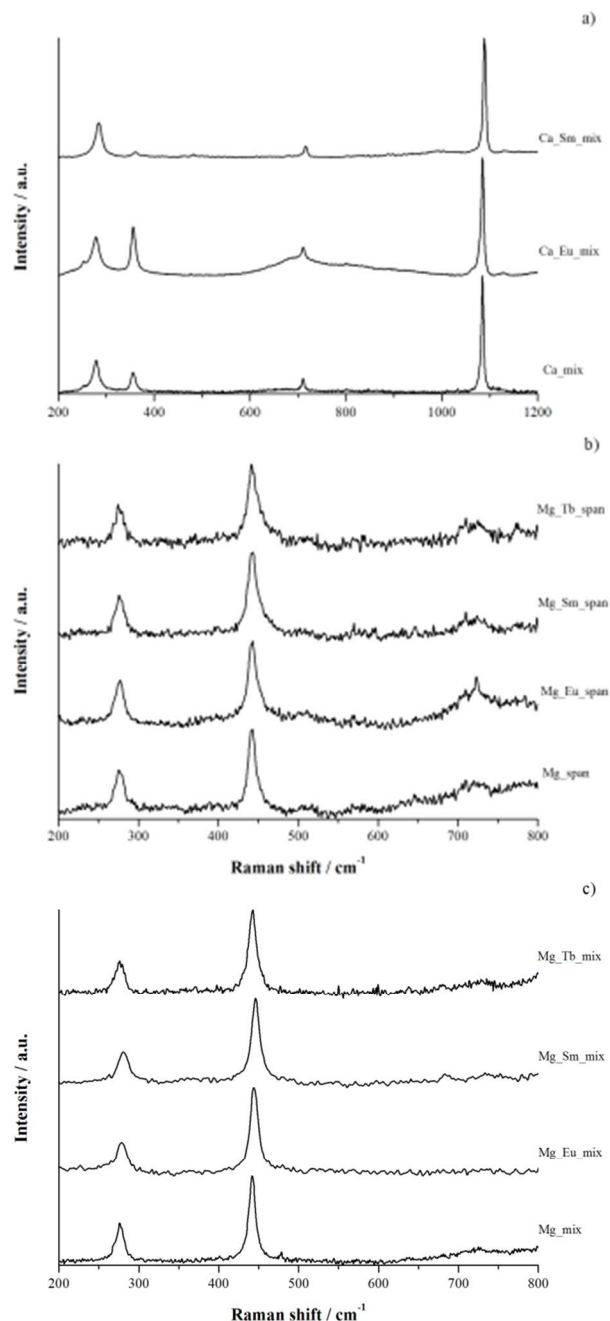 a)
Ca_Sm_mix
Ca_Eu_mix
Ca_mix
Intensity / a.u.
200 400 600 800 1000 1200
b)
Mg_Tb_span
Mg_Sm_span
Mg_Eu_span
Mg_span
Intensity / a.u.
200 300 400 500 600 700 800
Raman shift / cm-1
c)
Mg_Tb_mix
Mg_Sm_mix
Mg_Eu_mix
Mg_mix
Intensity / a.u.
200 300 400 500 600 700 800
Raman shift / cm-1